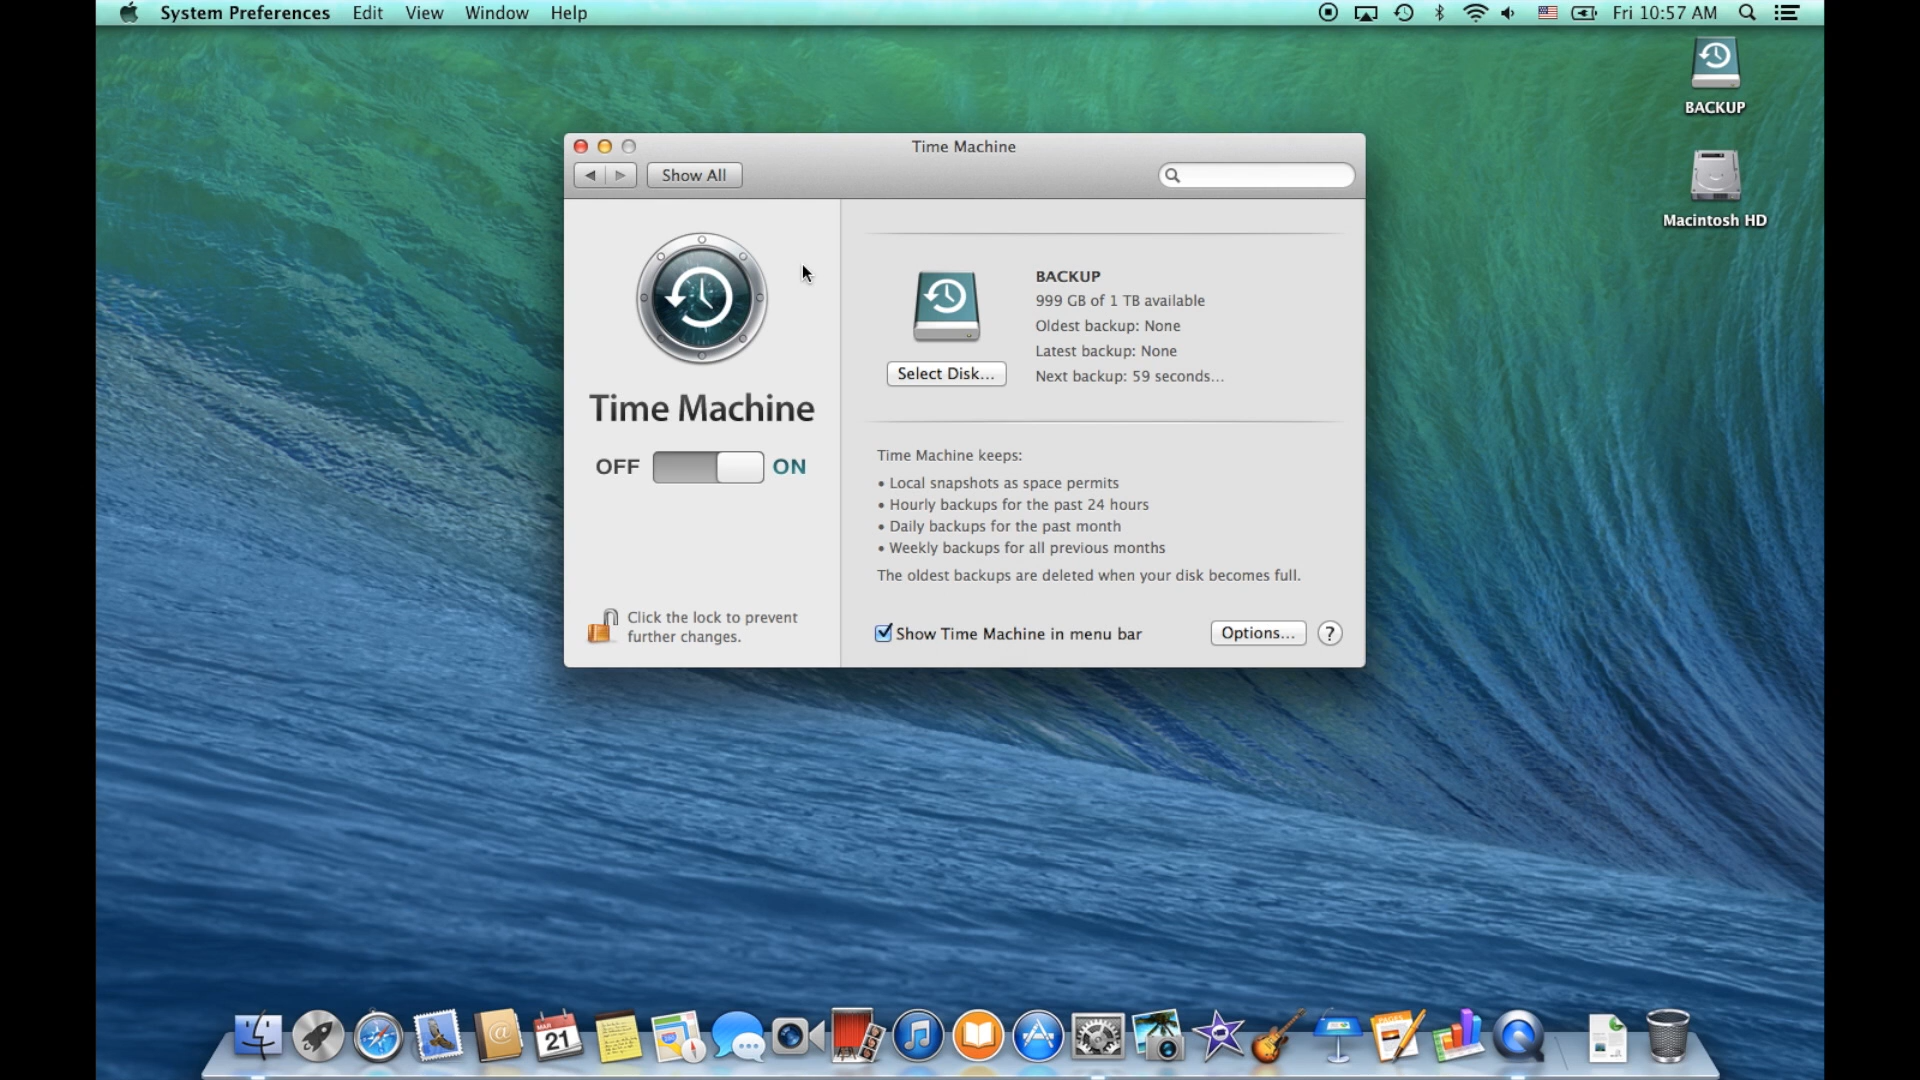 System Preferences Edit View Window Help Fri 10:57 AM
BACKUP
Macintosh HD
Time Machine
Show All
BACKUP
999 GB of 1 TB available
Oldest backup: None
Latest backup: None
Next backup: 59 seconds...
Select Disk...
Time Machine
OFF ON
Click the lock to prevent
further changes.
Time Machine keeps:
• Local snapshots as space permits
• Hourly backups for the past 24 hours
• Daily backups for the past month
• Weekly backups for all previous months
The oldest backups are deleted when your disk becomes full.
Show Time Machine in menu bar
Options... ?
MAR
21
PAGES